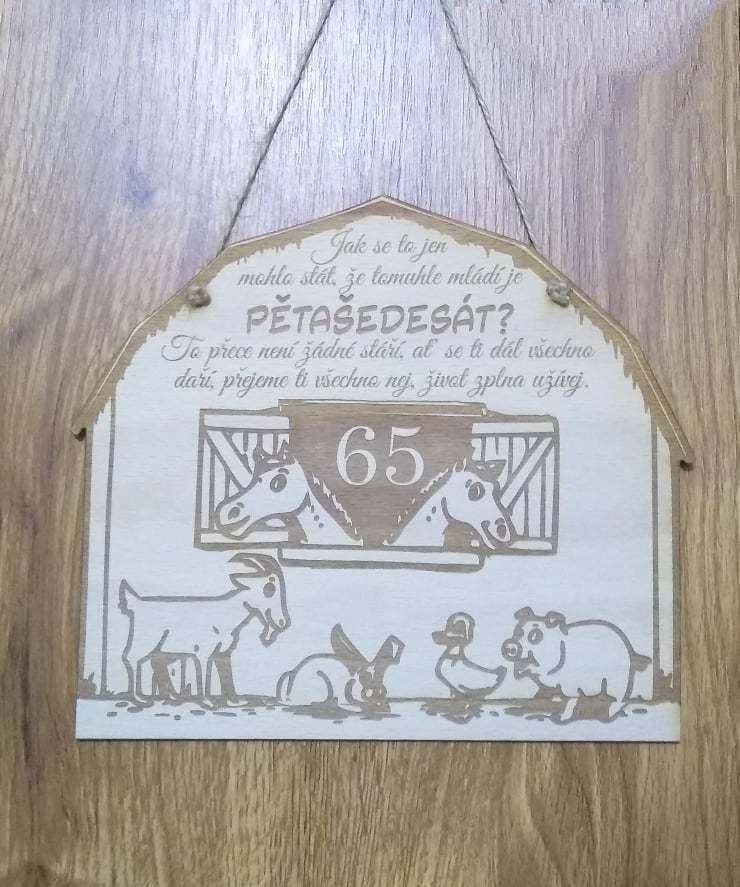 Jak se to jen
mohlo stát, že tomuhle mládí je
PĚTAŠEDESÁT?
To přece není žádné stáří, ať se ti dál všechno
daří, přejeme ti všechno nej, život zplna užívej.
65